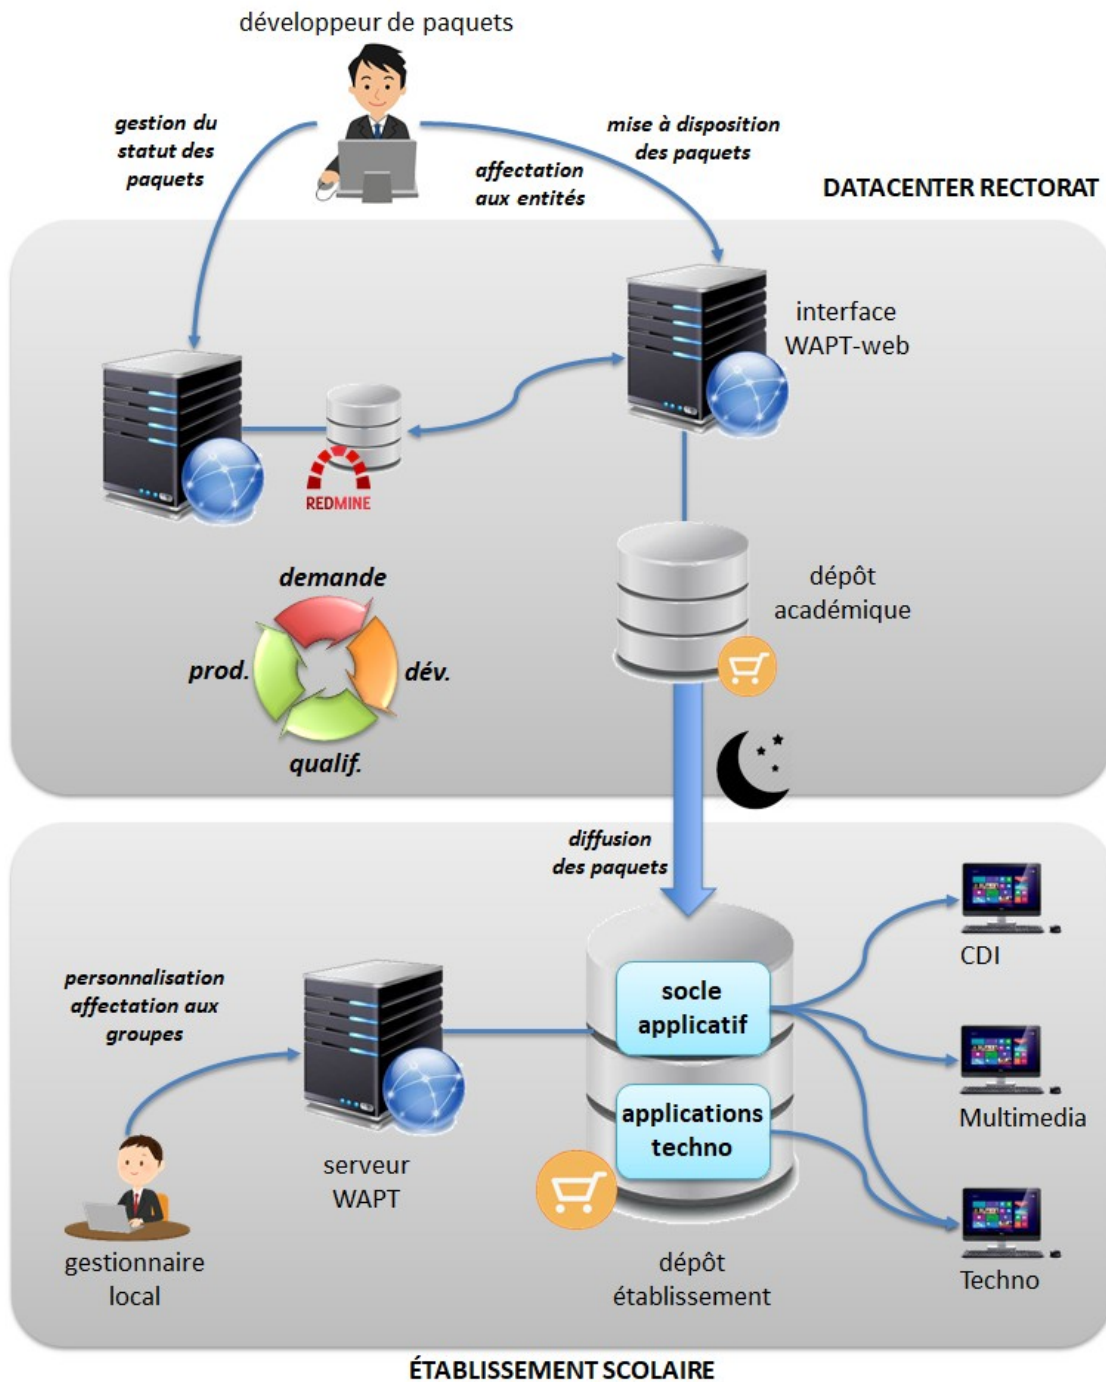 développeur de paquets
gestion du
statut des
paquets
affectation
aux entités
mise à disposition
des paquets
DATACENTER RECTORAT
interface
WAPT-web
REDMINE
dépôt
académique
demande
prod.
dév.
qualif.
diffusion
des paquets
socle
applicatif
CDI
personnalisation
affectation aux
groupes
applications
techno
Multimedia
serveur
WAPT
gestionnaire
local
dépôt
établissement
Techno
ÉTABLISSEMENT SCOLAIRE